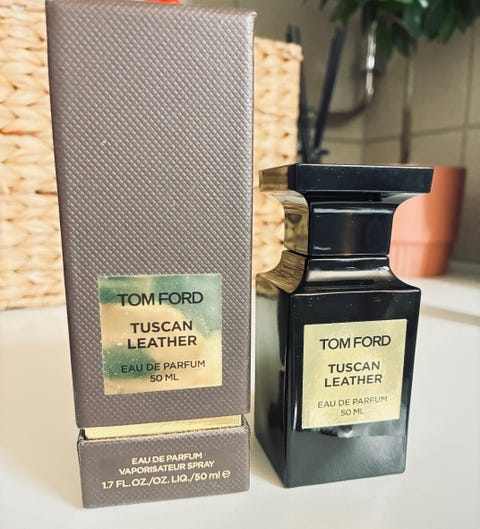 TOM FORD
TUSCAN
LEATHER
EAU DE PARFUM
50 ML
EAU DE PARFUM
VAPORISATEUR SPRAY
1.7 FL. OZ./OZ. LIQ./50 ml e
TOM FORD
TUSCAN
LEATHER
EAU DE PARFUM
50 ML